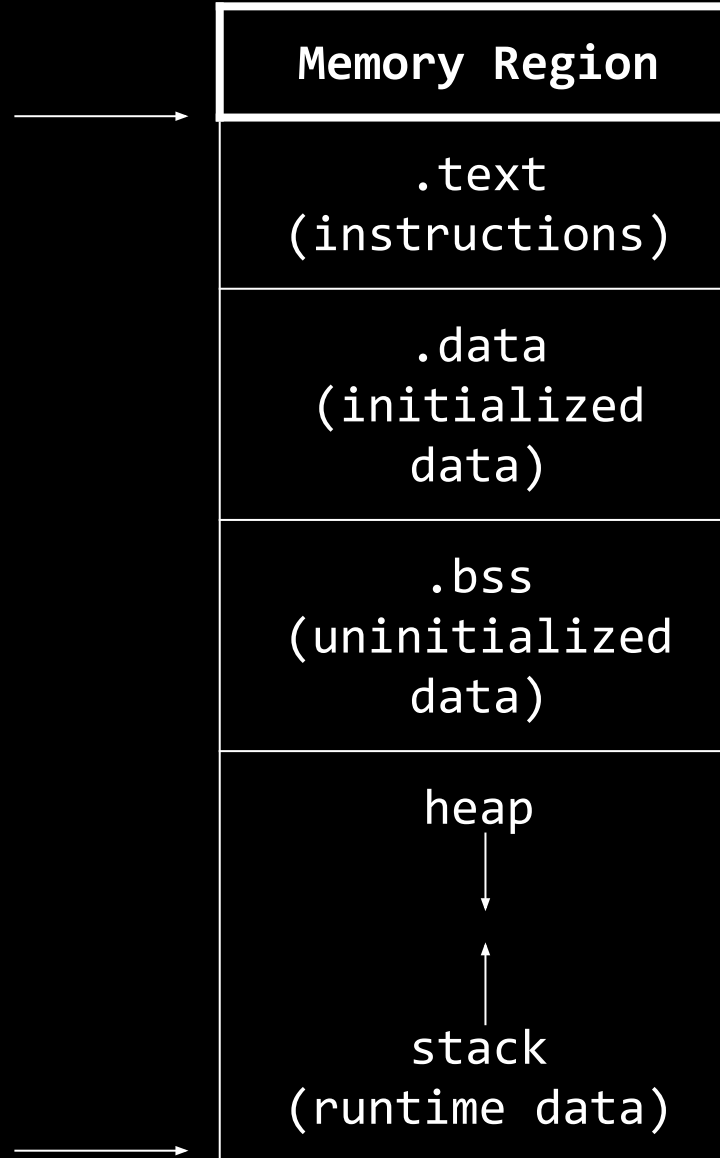 Memory Region
.text
(instructions)
.data
(initialized
data)
.bss
(uninitialized
data)
heap
stack
(runtime data)